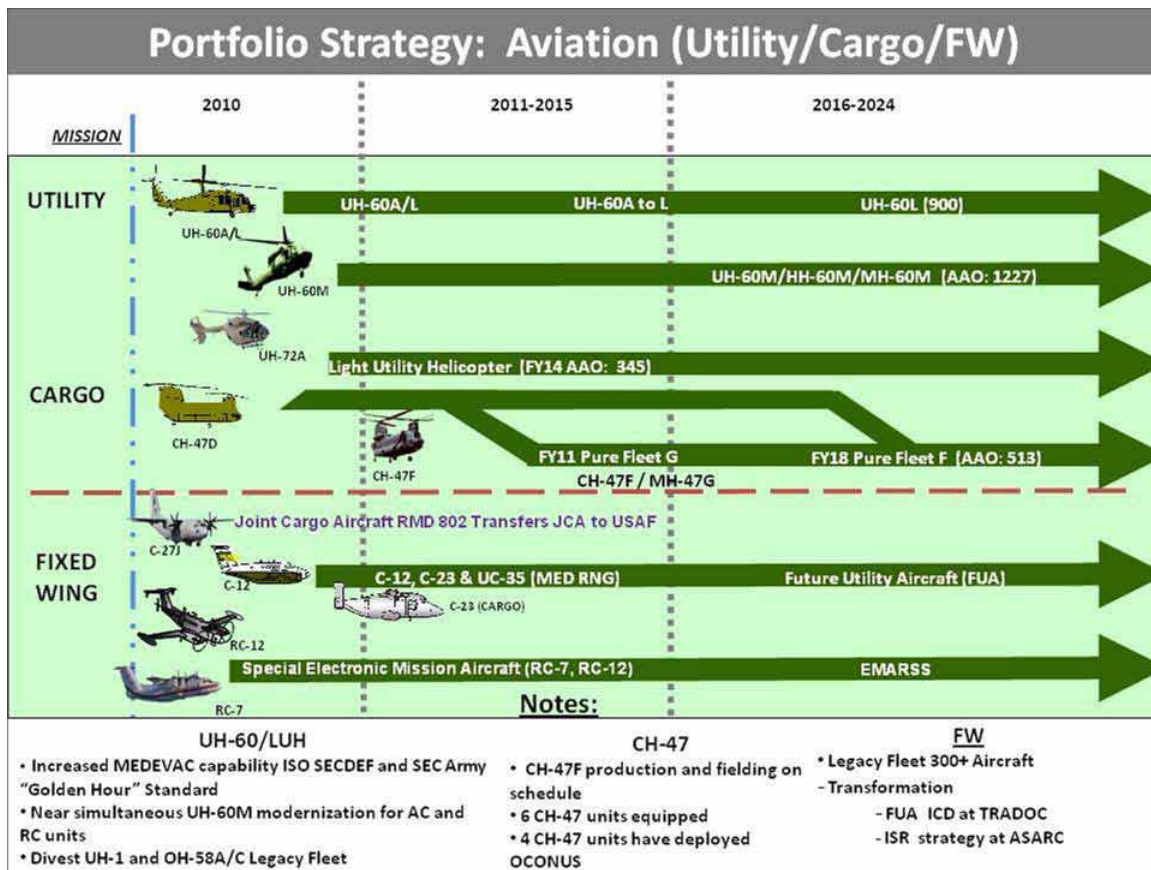 Portfolio Strategy: Aviation (Utility/Cargo/FW)
2010
2011-2015
2016-2024
MISSION
UTILITY
UH-60A/L
UH-60A/L
UH-60A to L
UH-60L (900)
UH-60M
UH-60M/HH-60M/MH-60M (AAO: 1227)
UH-72A
Light Utility Helicopter (FY14 AAO: 345)
CARGO
CH-47D
CH-47F
FY11 Pure Fleet G
FY18 Pure Fleet F (AAO: 513)
CH-47F / MH-47G
Joint Cargo Aircraft RMD 802 Transfers JCA to USAF
C-27J
FIXED
WING
C-12
C-12, C-23 & UC-35 (MED RNG)
Future Utility Aircraft (FUA)
C-23 (CARGO)
RC-12
Special Electronic Mission Aircraft (RC-7, RC-12)
EMARSS
RC-7
Notes:
UH-60/LUH
• Increased MEDEVAC capability ISO SECDEF and SEC Army
"Golden Hour" Standard
• Near simultaneous UH-60M modernization for AC and
RC units
• Divest UH-1 and OH-58A/C Legacy Fleet
CH-47
• CH-47F production and fielding on
schedule
• 6 CH-47 units equipped
• 4 CH-47 units have deployed
OCONUS
FW
• Legacy Fleet 300+ Aircraft
- Transformation
- FUA ICD at TRADOC
- ISR strategy at ASARC